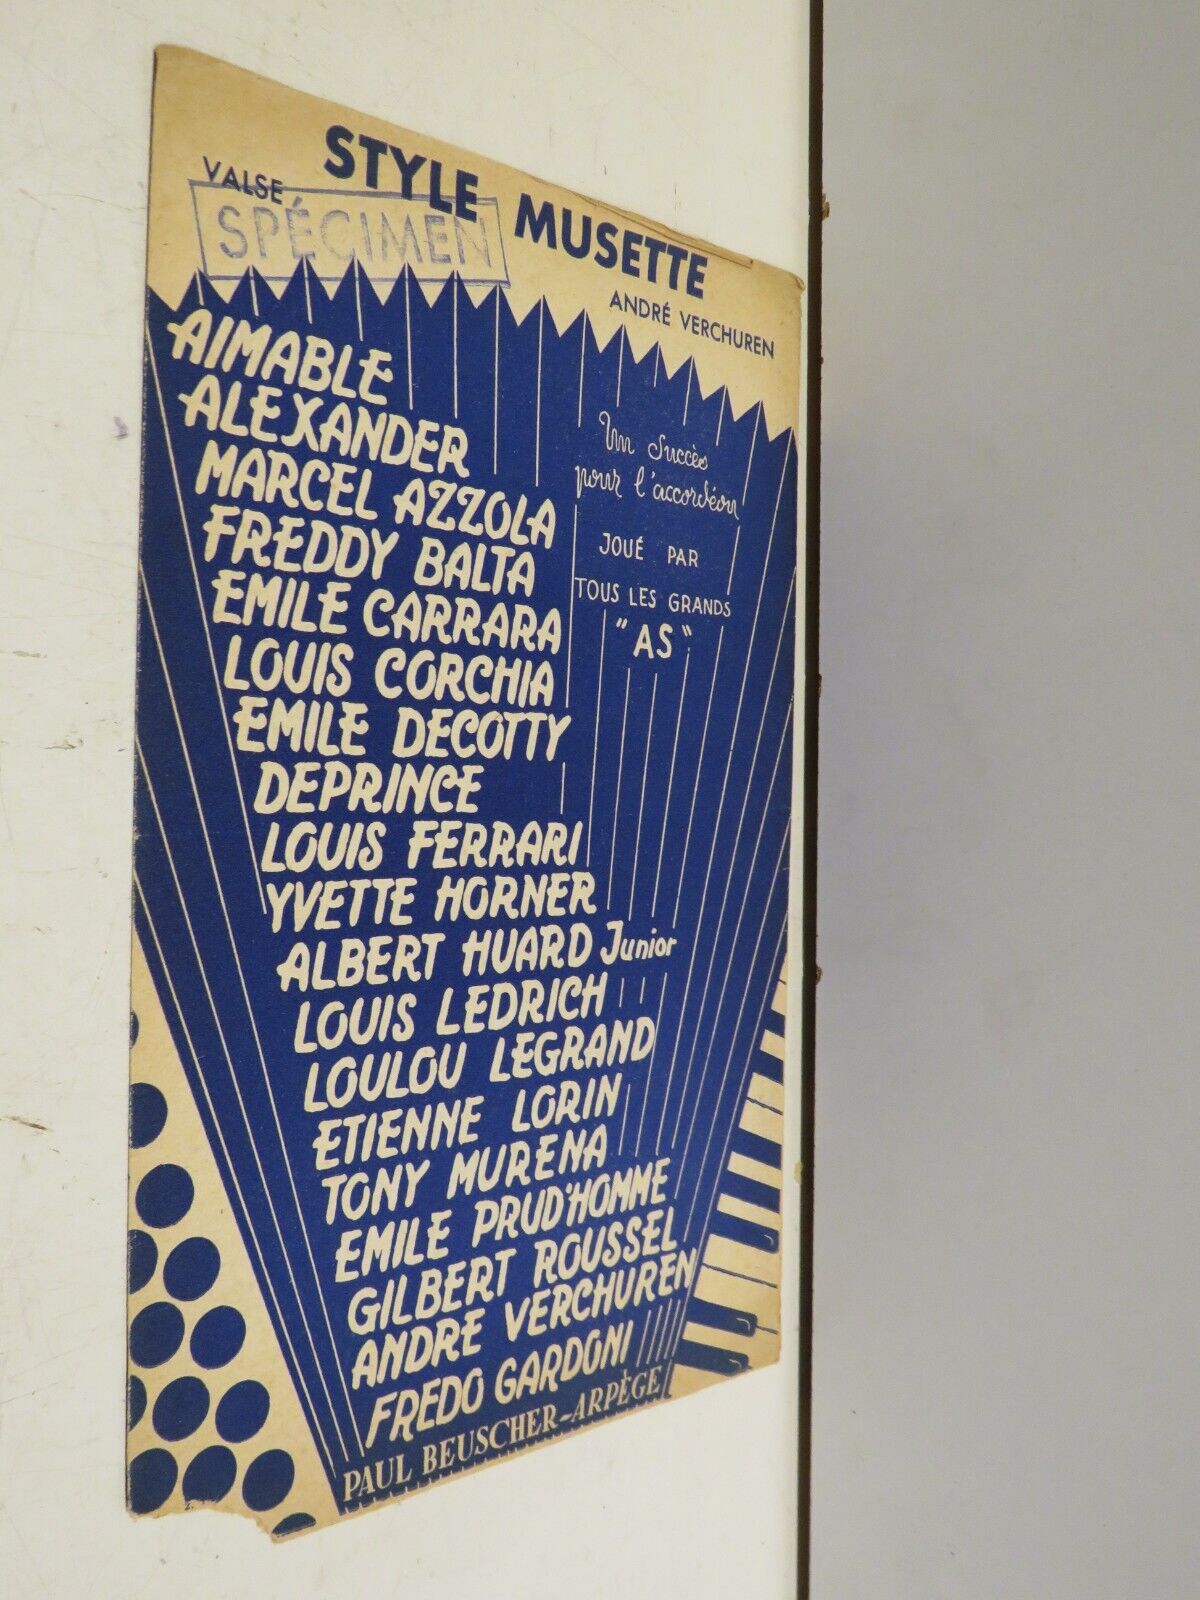 STYLE MUSETTE
VALSE
SPÉCIMEN
ANDRÉ VERCHUREN
Un Succès
pour l'accordéon
JOUÉ PAR
TOUS LES GRANDS
"AS"
AIMABLE
ALEXANDER
MARCEL AZZOLA
FREDDY BALTA
EMILE CARRARA
LOUIS CORCHIA
EMILE DECOTTY
DEPRINCE
LOUIS FERRARI
YVETTE HORNER
ALBERT HUARD Junior
LOUIS LEDRICH
LOULOU LEGRAND
ETIENNE LORIN
TONY MURENA
EMILE PRUD'HOMME
GILBERT ROUSSEL
ANDRE VERCHUREN
FREDO GARDONI
PAUL BEUSCHER-ARPÈGE